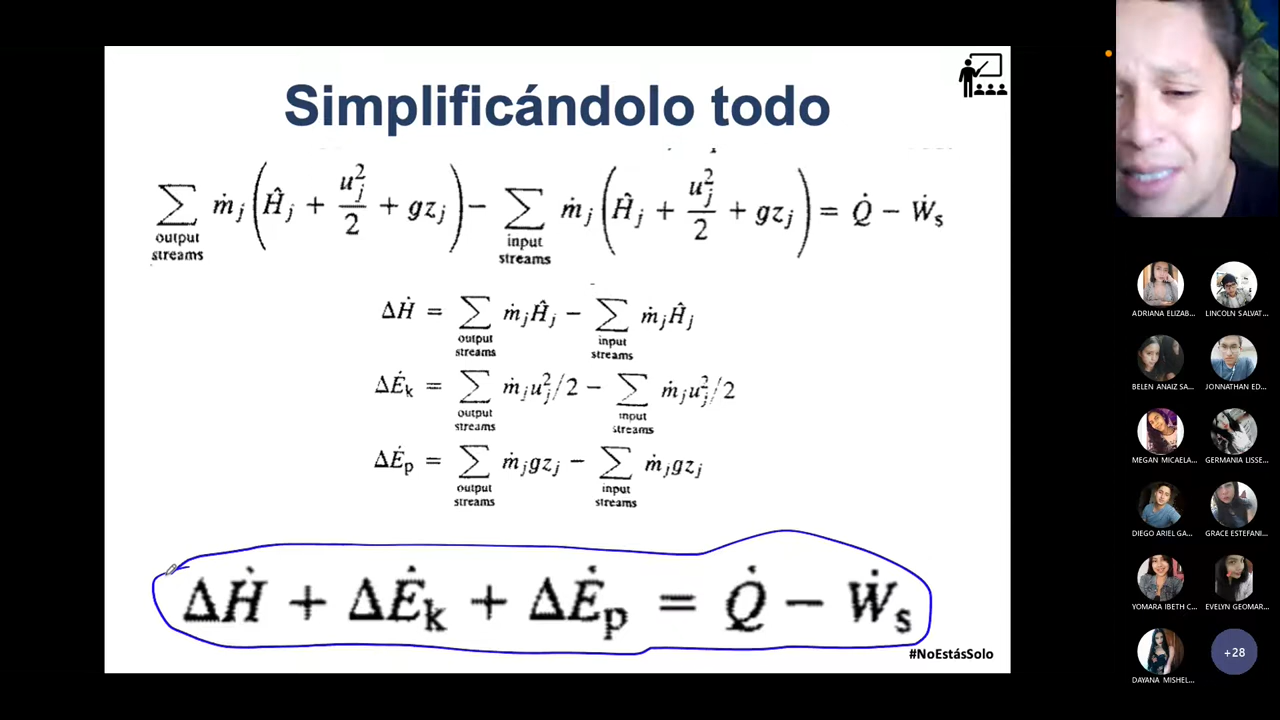 Simplificándolo todo
∑ ṁⱼ(Ĥⱼ + uⱼ²/2 + gzⱼ) − ∑ ṁⱼ(Ĥⱼ + uⱼ²/2 + gzⱼ) = Q̇ − Ẇₛ
output streams
input streams
ΔḢ = ∑ ṁⱼĤⱼ − ∑ ṁⱼĤⱼ
output streams
input streams
ΔĖₖ = ∑ ṁⱼuⱼ²/2 − ∑ ṁⱼuⱼ²/2
output streams
input streams
ΔĖₚ = ∑ ṁⱼgzⱼ − ∑ ṁⱼgzⱼ
output streams
input streams
ΔḢ + ΔĖₖ + ΔĖₚ = Q̇ − Ẇₛ
#NoEstásSolo
ADRIANA ELIZAB...
LINCOLN SALVAT...
BELEN ANAIZ SA...
JONNATHAN ED...
MEGAN MICAELA...
GERMANIA LISSE...
DIEGO ARIEL GA...
GRACE ESTEFANI...
YOMARA IBETH C...
EVELYN GEOMAR...
DAYANA MISHEL...
+28